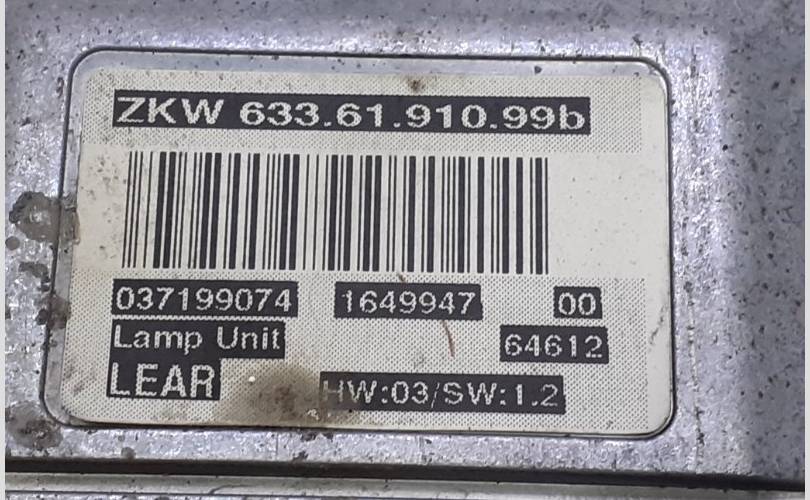 ZKW 633.61.910.99b
037199074 1649947 00
Lamp Unit 64612
LEAR HW:03/SW:1.2